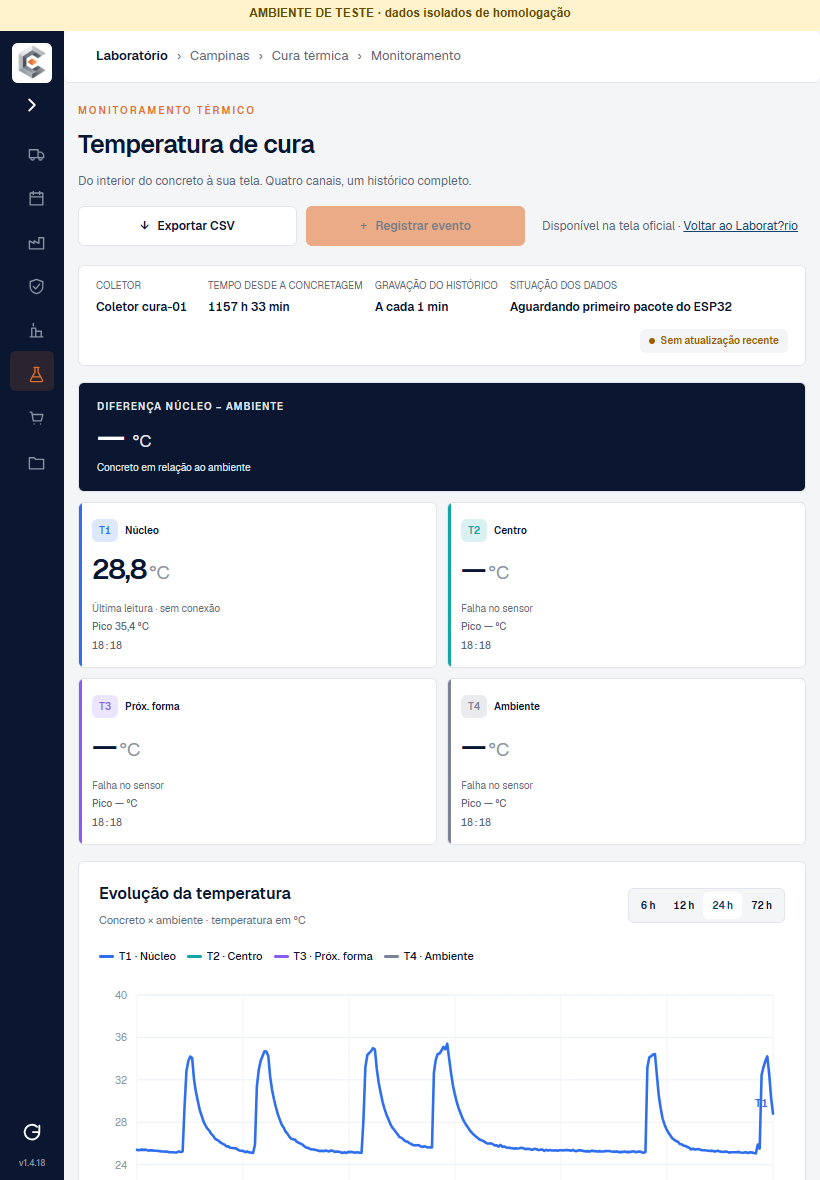 AMBIENTE DE TESTE · dados isolados de homologação
Laboratório › Campinas › Cura térmica › Monitoramento
MONITORAMENTO TÉRMICO
Temperatura de cura
Do interior do concreto à sua tela. Quatro canais, um histórico completo.
↓ Exportar CSV
+ Registrar evento
Disponível na tela oficial · Voltar ao Laborat?rio
COLETOR
Coletor cura-01
TEMPO DESDE A CONCRETAGEM
1157 h 33 min
GRAVAÇÃO DO HISTÓRICO
A cada 1 min
SITUAÇÃO DOS DADOS
Aguardando primeiro pacote do ESP32
Sem atualização recente
DIFERENÇA NÚCLEO – AMBIENTE
— °C
Concreto em relação ao ambiente
T1 Núcleo
28,8 °C
Última leitura · sem conexão
Pico 35,4 °C
18:18
T2 Centro
— °C
Falha no sensor
Pico — °C
18:18
T3 Próx. forma
— °C
Falha no sensor
Pico — °C
18:18
T4 Ambiente
— °C
Falha no sensor
Pico — °C
18:18
Evolução da temperatura
Concreto × ambiente · temperatura em °C
6 h 12 h 24 h 72 h
T1 · Núcleo T2 · Centro T3 · Próx. forma T4 · Ambiente
40
36
32
28
24
T1
v1.4.18